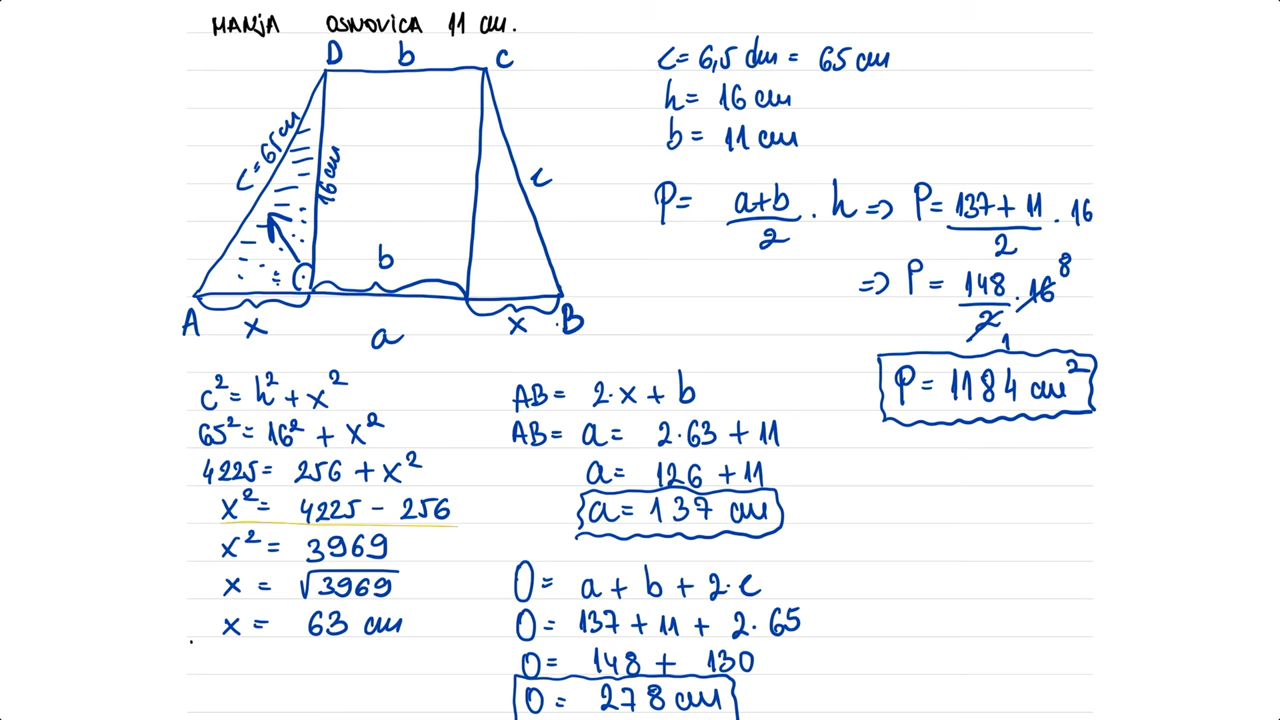 MANJA OSNOVICA 11 cm.
D b C
c = 65 cm
16 cm
c
b
A x a x B
c = 6,5 dm = 65 cm
h = 16 cm
b = 11 cm
P = (a+b)/2 · h => P = (137 + 11)/2 · 16
=> P = 148/2 · 16 8
1
P = 1184 cm²
c² = h² + x²
65² = 16² + x²
4225 = 256 + x²
x² = 4225 - 256
x² = 3969
x = √3969
x = 63 cm
AB = 2·x + b
AB = a = 2·63 + 11
a = 126 + 11
a = 137 cm
O = a + b + 2·c
O = 137 + 11 + 2·65
O = 148 + 130
O = 278 cm